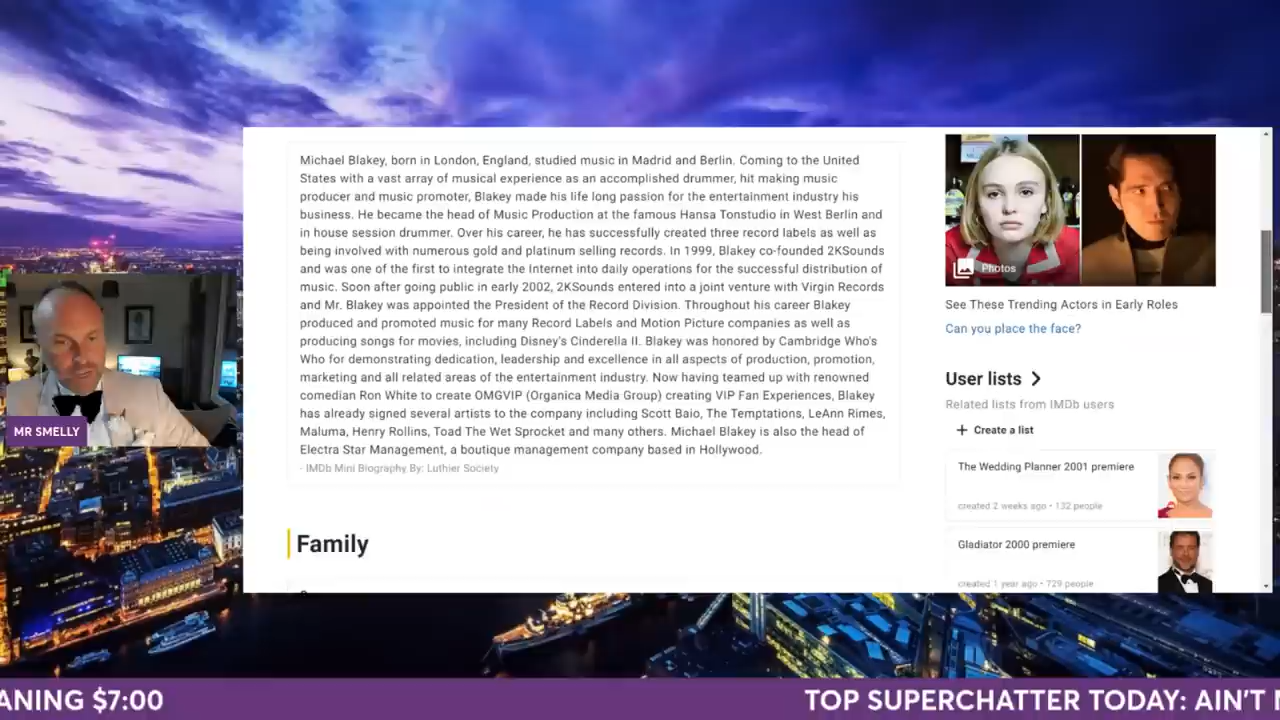 Michael Blakey, born in London, England, studied music in Madrid and Berlin. Coming to the United
States with a vast array of musical experience as an accomplished drummer, hit making music
producer and music promoter, Blakey made his life long passion for the entertainment industry his
business. He became the head of Music Production at the famous Hansa Tonstudio in West Berlin and
in house session drummer. Over his career, he has successfully created three record labels as well as
being involved with numerous gold and platinum selling records. In 1999, Blakey co-founded 2KSounds
and was one of the first to integrate the Internet into daily operations for the successful distribution of
music. Soon after going public in early 2002, 2KSounds entered into a joint venture with Virgin Records
and Mr. Blakey was appointed the President of the Record Division. Throughout his career Blakey
produced and promoted music for many Record Labels and Motion Picture companies as well as
producing songs for movies, including Disney's Cinderella II. Blakey was honored by Cambridge Who's
Who for demonstrating dedication, leadership and excellence in all aspects of production, promotion,
marketing and all related areas of the entertainment industry. Now having teamed up with renowned
comedian Ron White to create OMGVIP (Organica Media Group) creating VIP Fan Experiences, Blakey
has already signed several artists to the company including Scott Baio, The Temptations, LeAnn Rimes,
Maluma, Henry Rollins, Toad The Wet Sprocket and many others. Michael Blakey is also the head of
Electra Star Management, a boutique management company based in Hollywood.
- IMDb Mini Biography By: Luthier Society
Family
Photos
See These Trending Actors in Early Roles
Can you place the face?
User lists
Related lists from IMDb users
+ Create a list
The Wedding Planner 2001 premiere
created 2 weeks ago • 132 people
Gladiator 2000 premiere
created 1 year ago • 729 people
MR SMELLY
ANING $7:00
TOP SUPERCHATTER TODAY: AIN'T